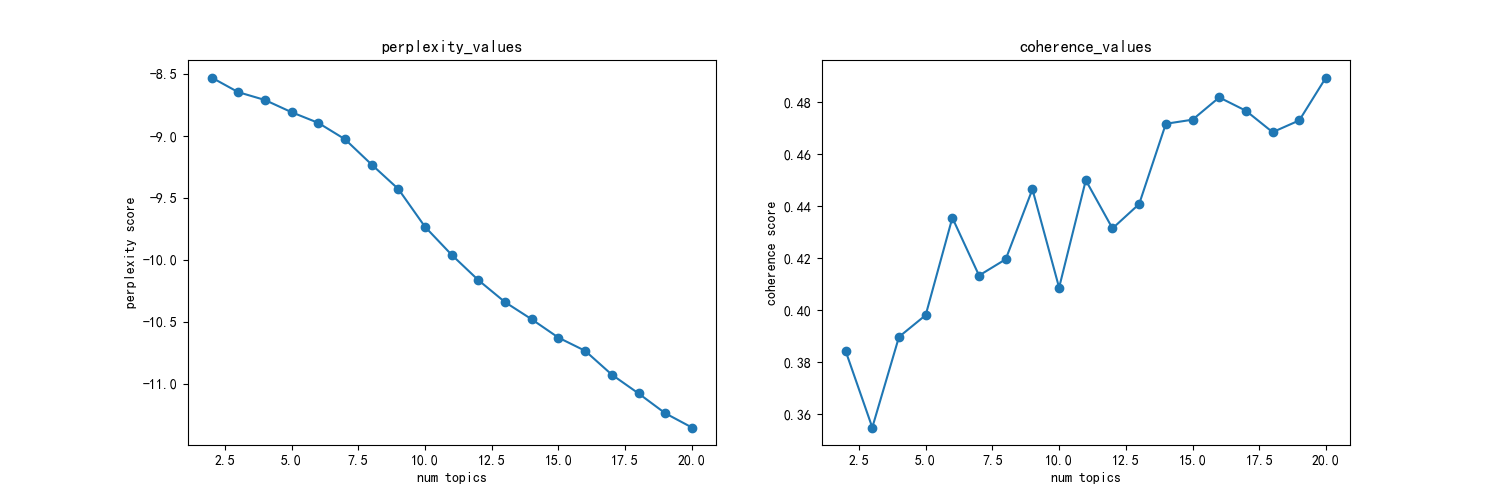 perplexity_values
perplexity score
-8.5
-9.0
-9.5
-10.0
-10.5
-11.0
2.5 5.0 7.5 10.0 12.5 15.0 17.5 20.0
num topics
coherence_values
coherence score
0.48
0.46
0.44
0.42
0.40
0.38
0.36
2.5 5.0 7.5 10.0 12.5 15.0 17.5 20.0
num topics